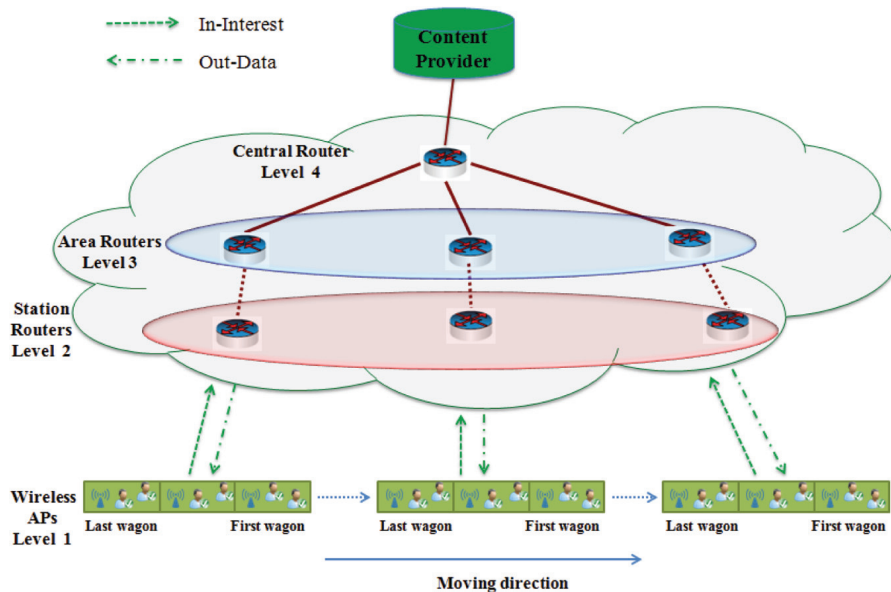 In-Interest
Out-Data
Content
Provider
Central Router
Level 4
Area Routers
Level 3
Station
Routers
Level 2
Wireless
APs
Level 1
Last wagon
First wagon
Last wagon
First wagon
Last wagon
First wagon
Moving direction